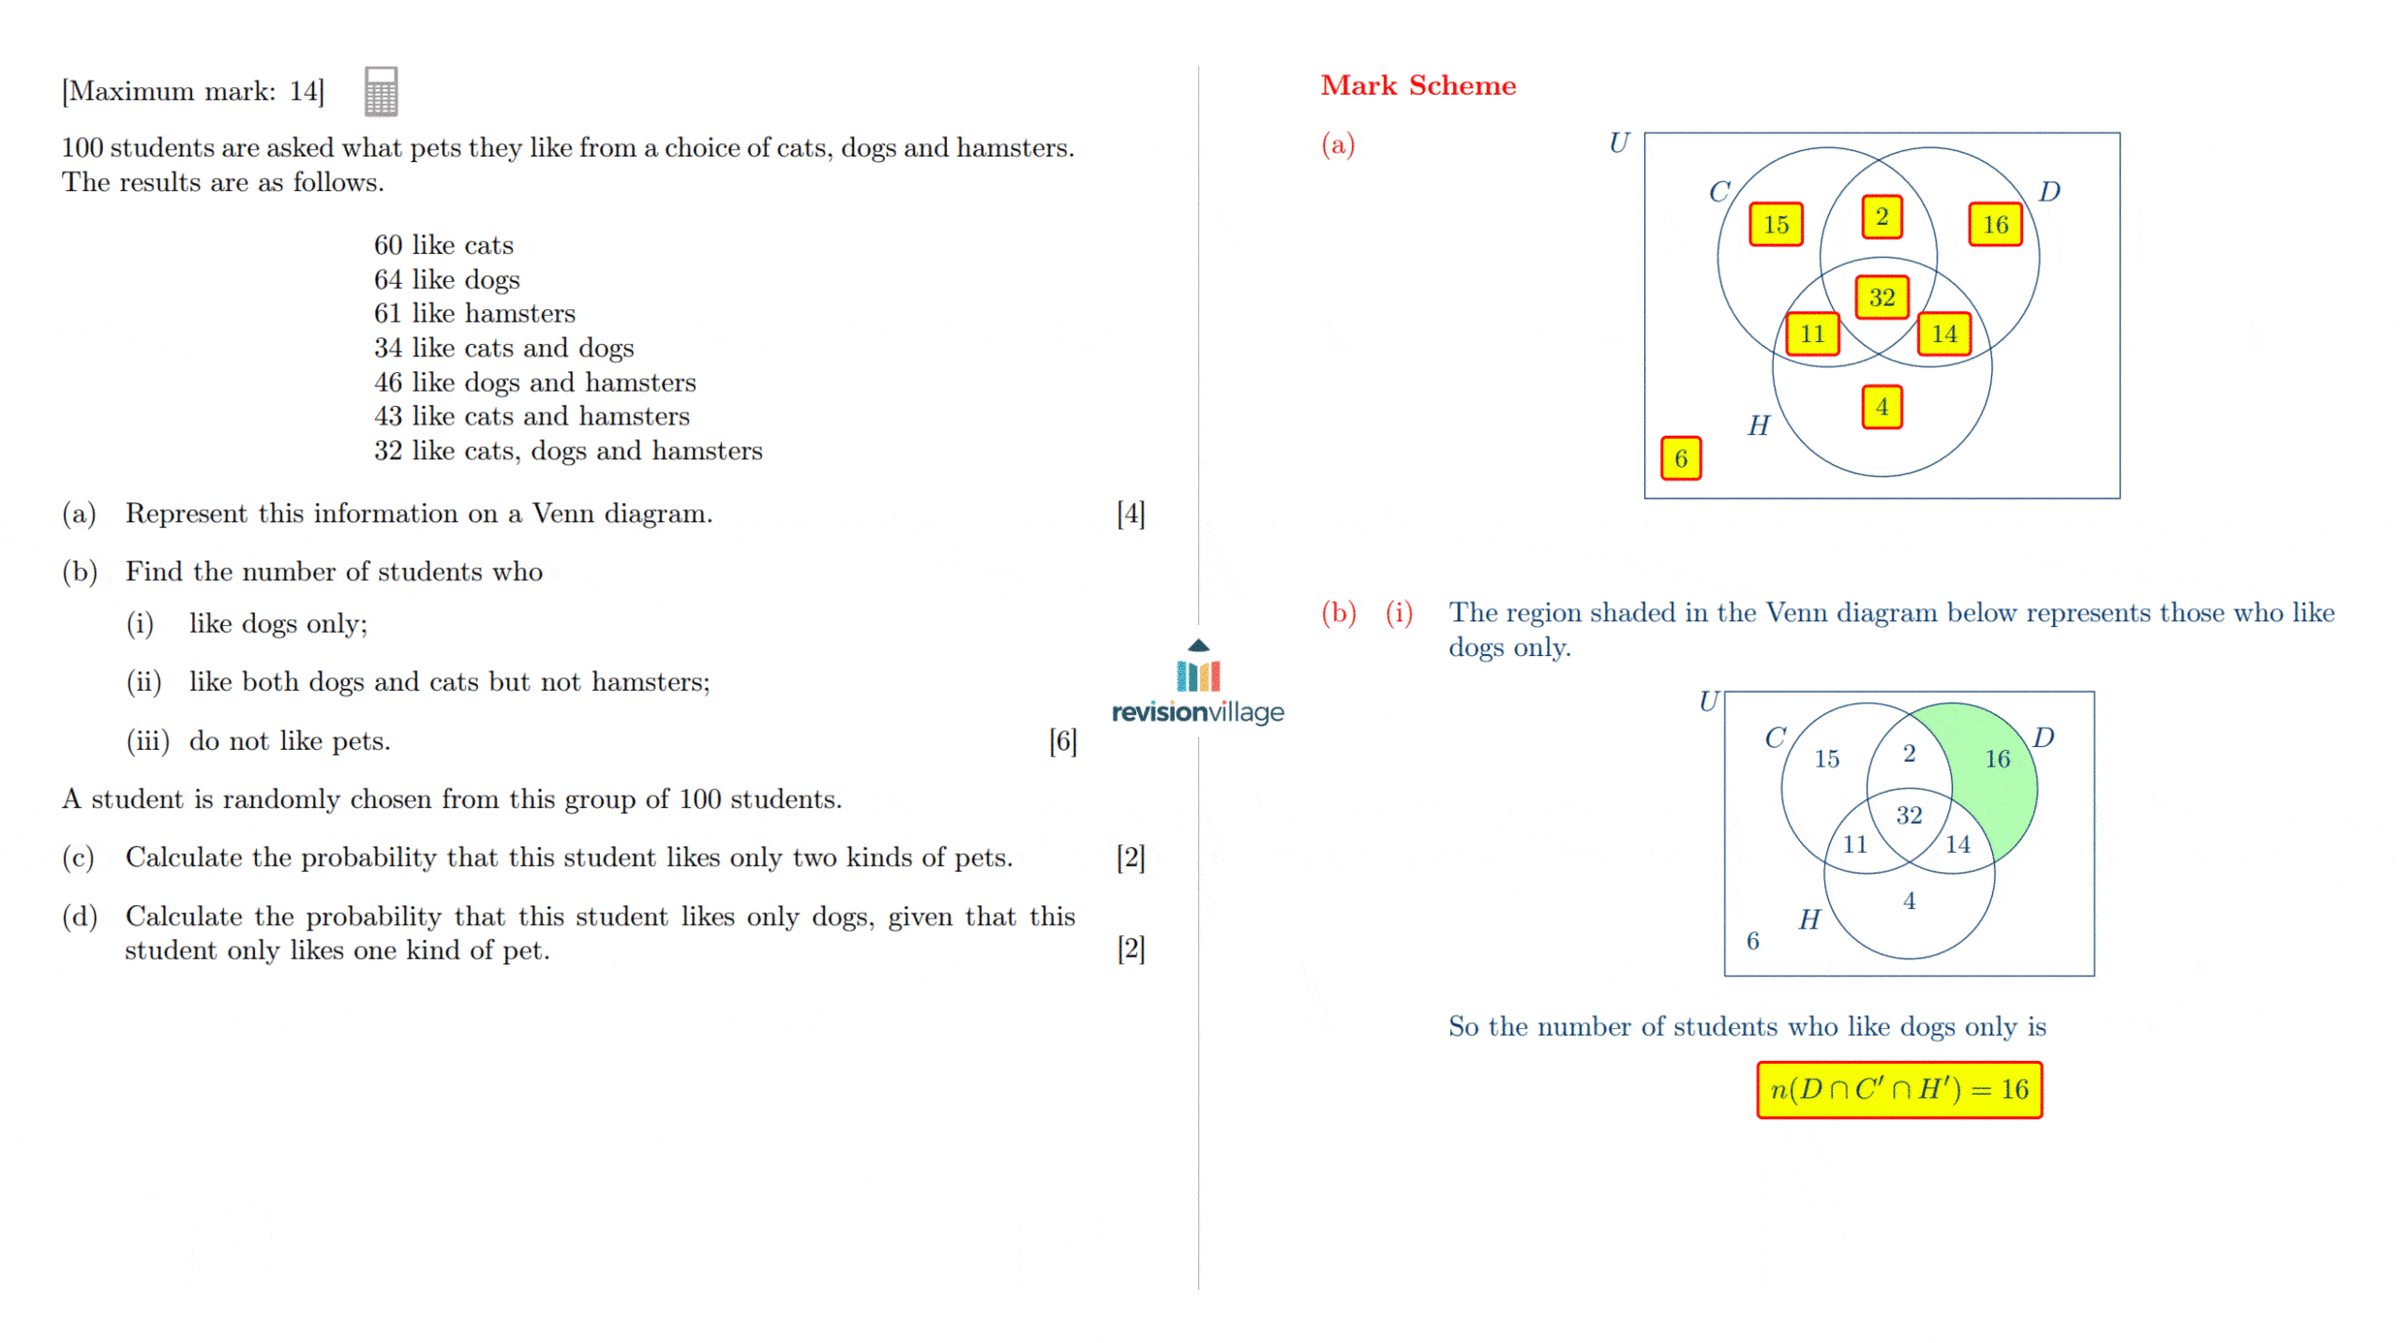 [Maximum mark: 14]
100 students are asked what pets they like from a choice of cats, dogs and hamsters.
The results are as follows.
60 like cats
64 like dogs
61 like hamsters
34 like cats and dogs
46 like dogs and hamsters
43 like cats and hamsters
32 like cats, dogs and hamsters
(a) Represent this information on a Venn diagram. [4]
(b) Find the number of students who
(i) like dogs only;
(ii) like both dogs and cats but not hamsters;
(iii) do not like pets. [6]
A student is randomly chosen from this group of 100 students.
(c) Calculate the probability that this student likes only two kinds of pets. [2]
(d) Calculate the probability that this student likes only dogs, given that this
student only likes one kind of pet. [2]
revisionvillage
Mark Scheme
(a)
U
C
D
15
2
16
32
11
14
4
H
6
(b) (i) The region shaded in the Venn diagram below represents those who like
dogs only.
U
C
D
15
2
16
32
11
14
4
H
6
So the number of students who like dogs only is
n(D ∩ C′ ∩ H′) = 16